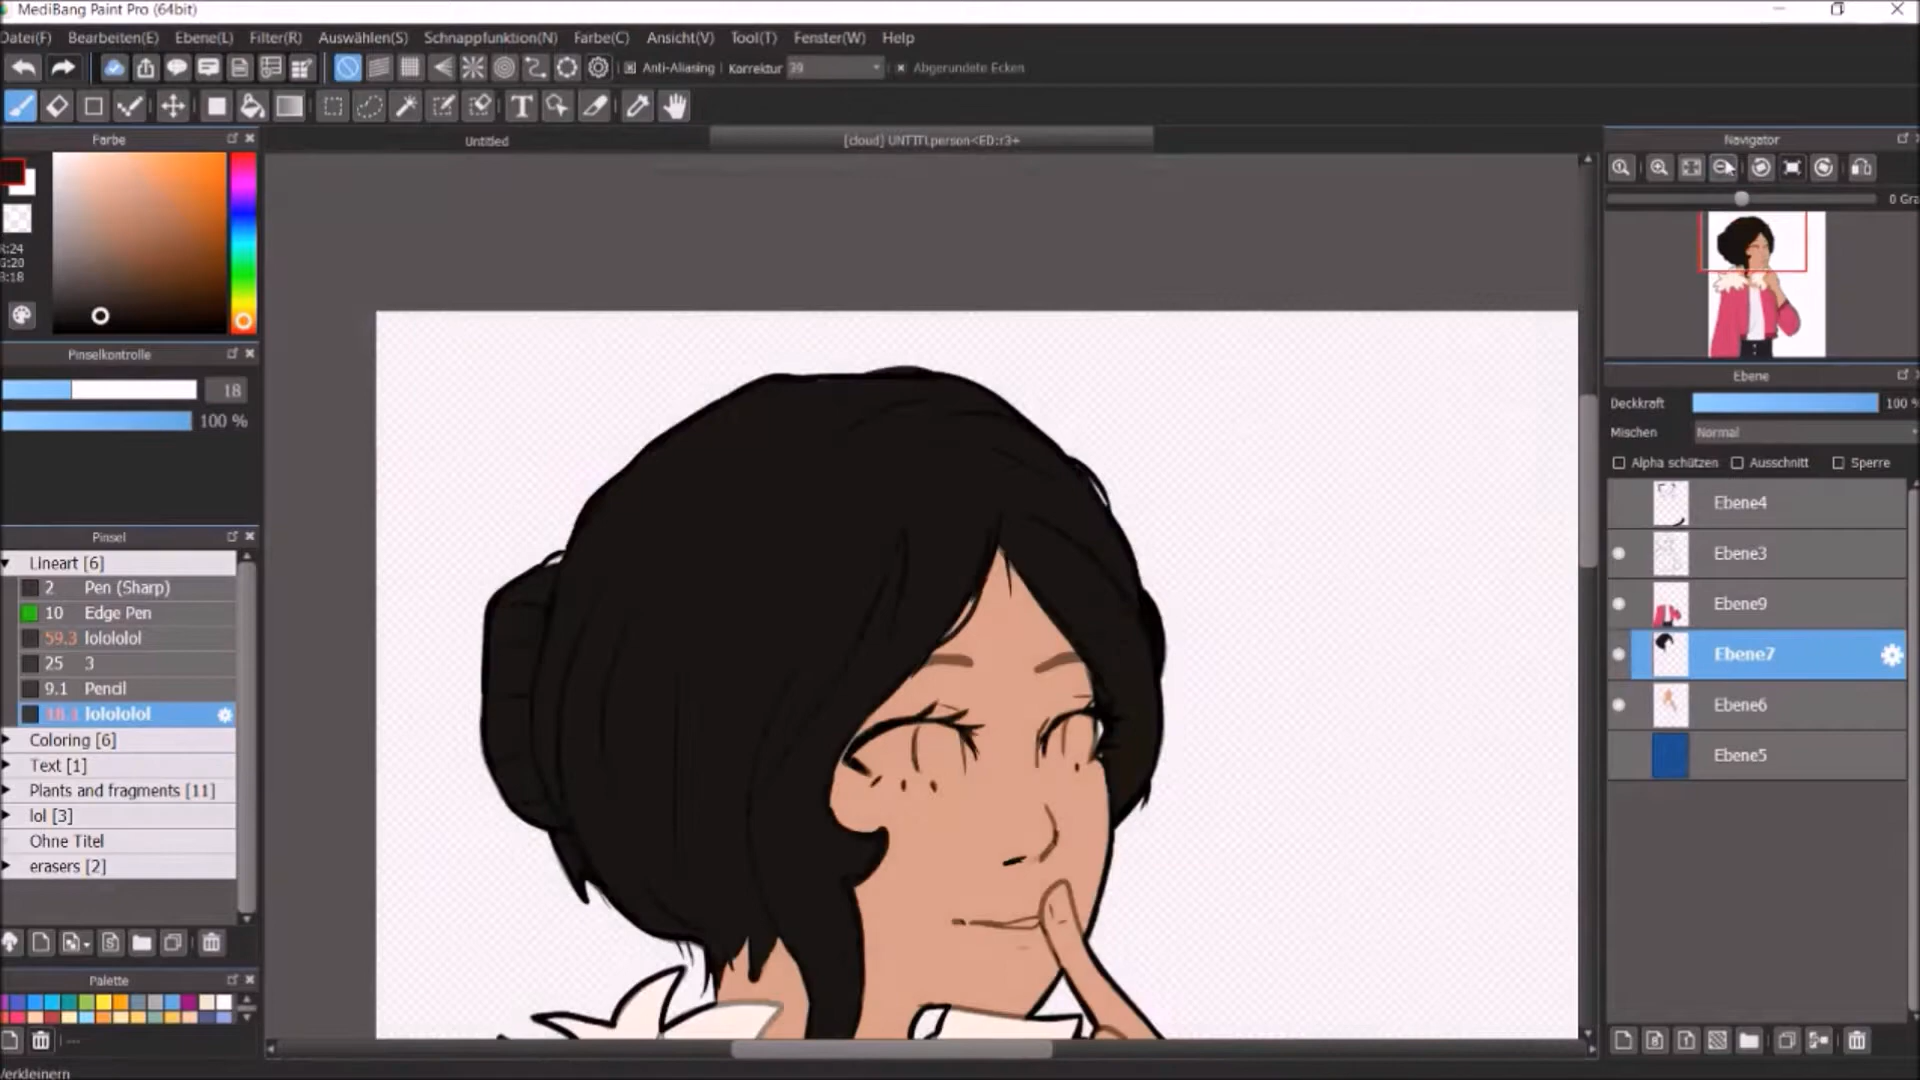 MediBang Paint Pro (64bit)
Datei(F) Bearbeiten(E) Ebene(L) Filter(R) Auswählen(S) Schnappfunktion(N) Farbe(C) Ansicht(V) Tool(T) Fenster(W) Help
Anti-Aliasing Korrektur 39 Abgerundete Ecken
T
Farbe
R:24
G:20
B:18
Pinselkontrolle
18
100 %
Pinsel
Lineart [6]
2 Pen (Sharp)
10 Edge Pen
59.3 lolololol
25 3
9.1 Pencil
18.1 lolololol
Coloring [6]
Text [1]
Plants and fragments [11]
lol [3]
Ohne Titel
erasers [2]
Palette
Verkleinern
Untitled
[cloud] UNTITLperson<ED:r3+
Navigator
0 Gra
Ebene
Deckkraft 100 %
Mischen Normal
Alpha schützen Ausschnitt Sperre
Ebene4
Ebene3
Ebene9
Ebene7
Ebene6
Ebene5